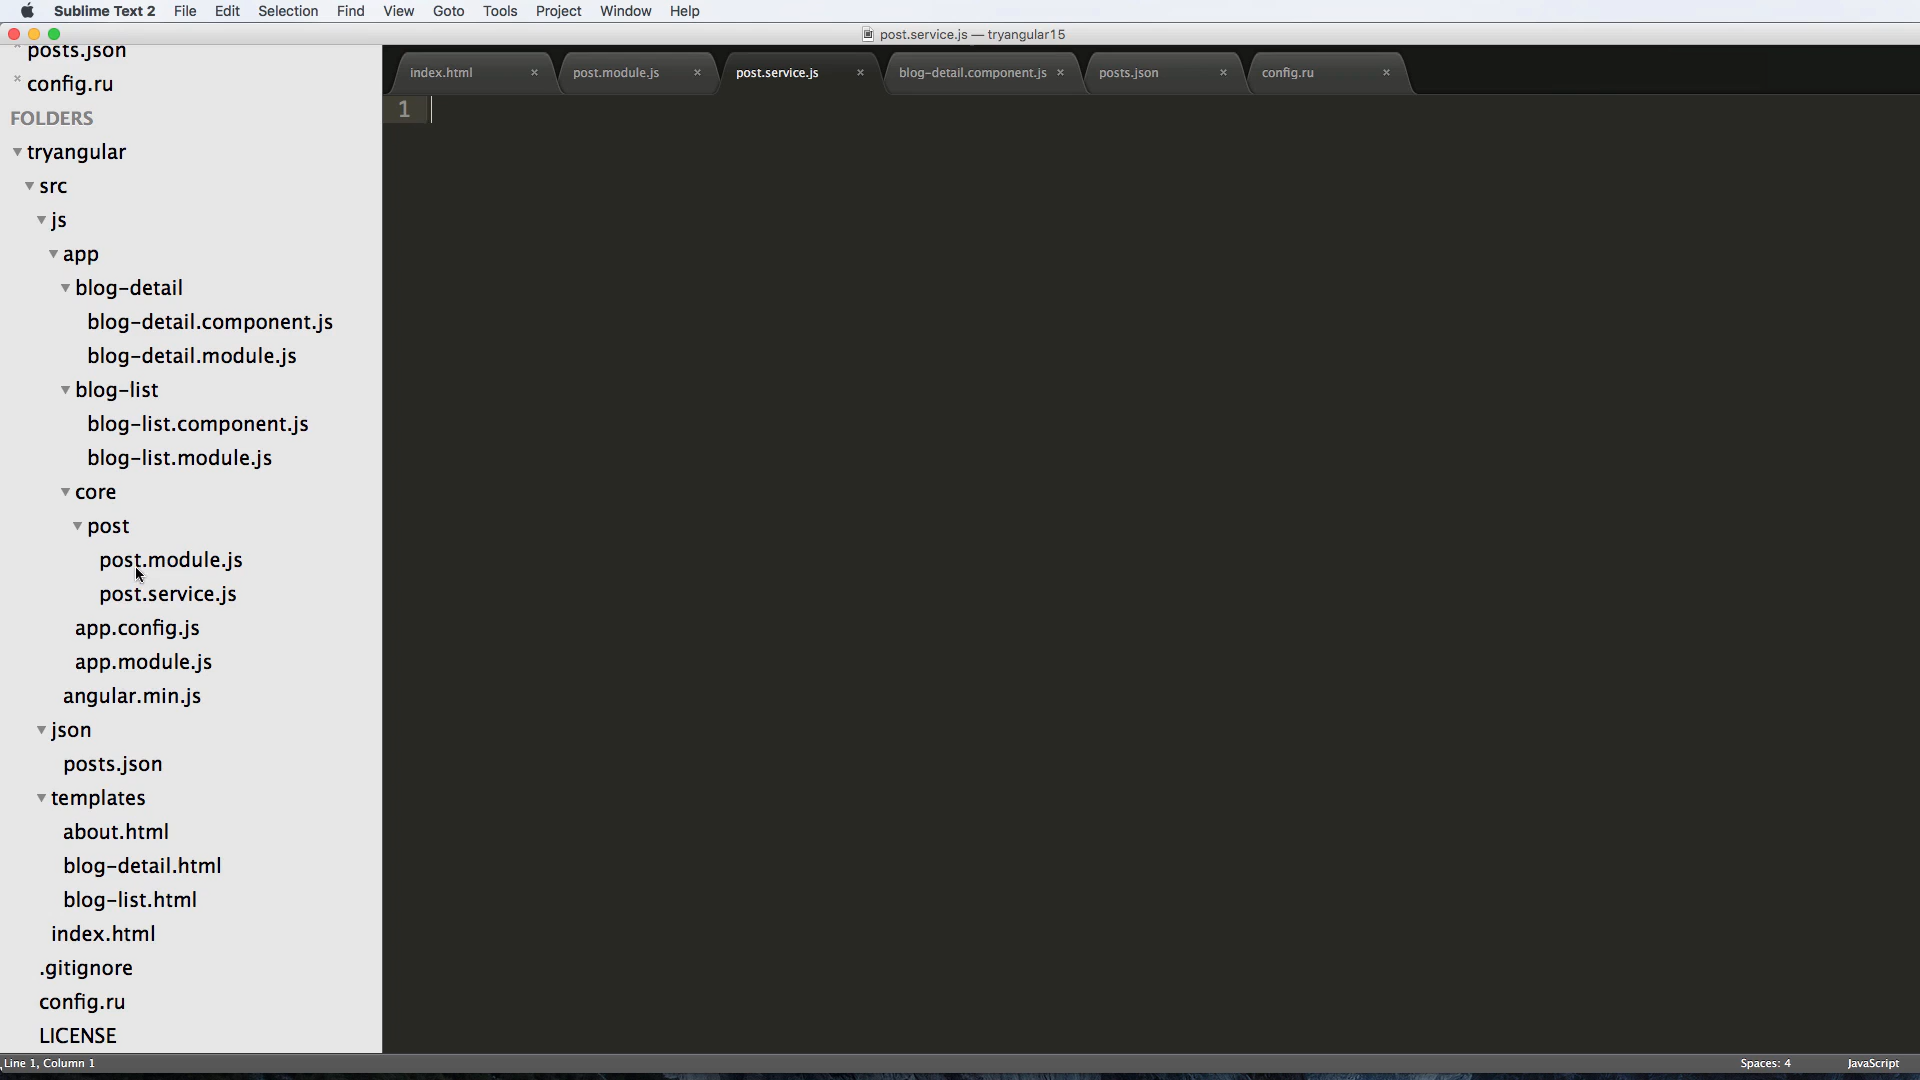 Sublime Text 2 File Edit Selection Find View Goto Tools Project Window Help
post.service.js — tryangular15
posts.json
config.ru
FOLDERS
tryangular
src
js
app
blog-detail
blog-detail.component.js
blog-detail.module.js
blog-list
blog-list.component.js
blog-list.module.js
core
post
post.module.js
post.service.js
app.config.js
app.module.js
angular.min.js
json
posts.json
templates
about.html
blog-detail.html
blog-list.html
index.html
.gitignore
config.ru
LICENSE
index.html post.module.js post.service.js blog-detail.component.js posts.json config.ru
1
Line 1, Column 1 Spaces: 4 JavaScript